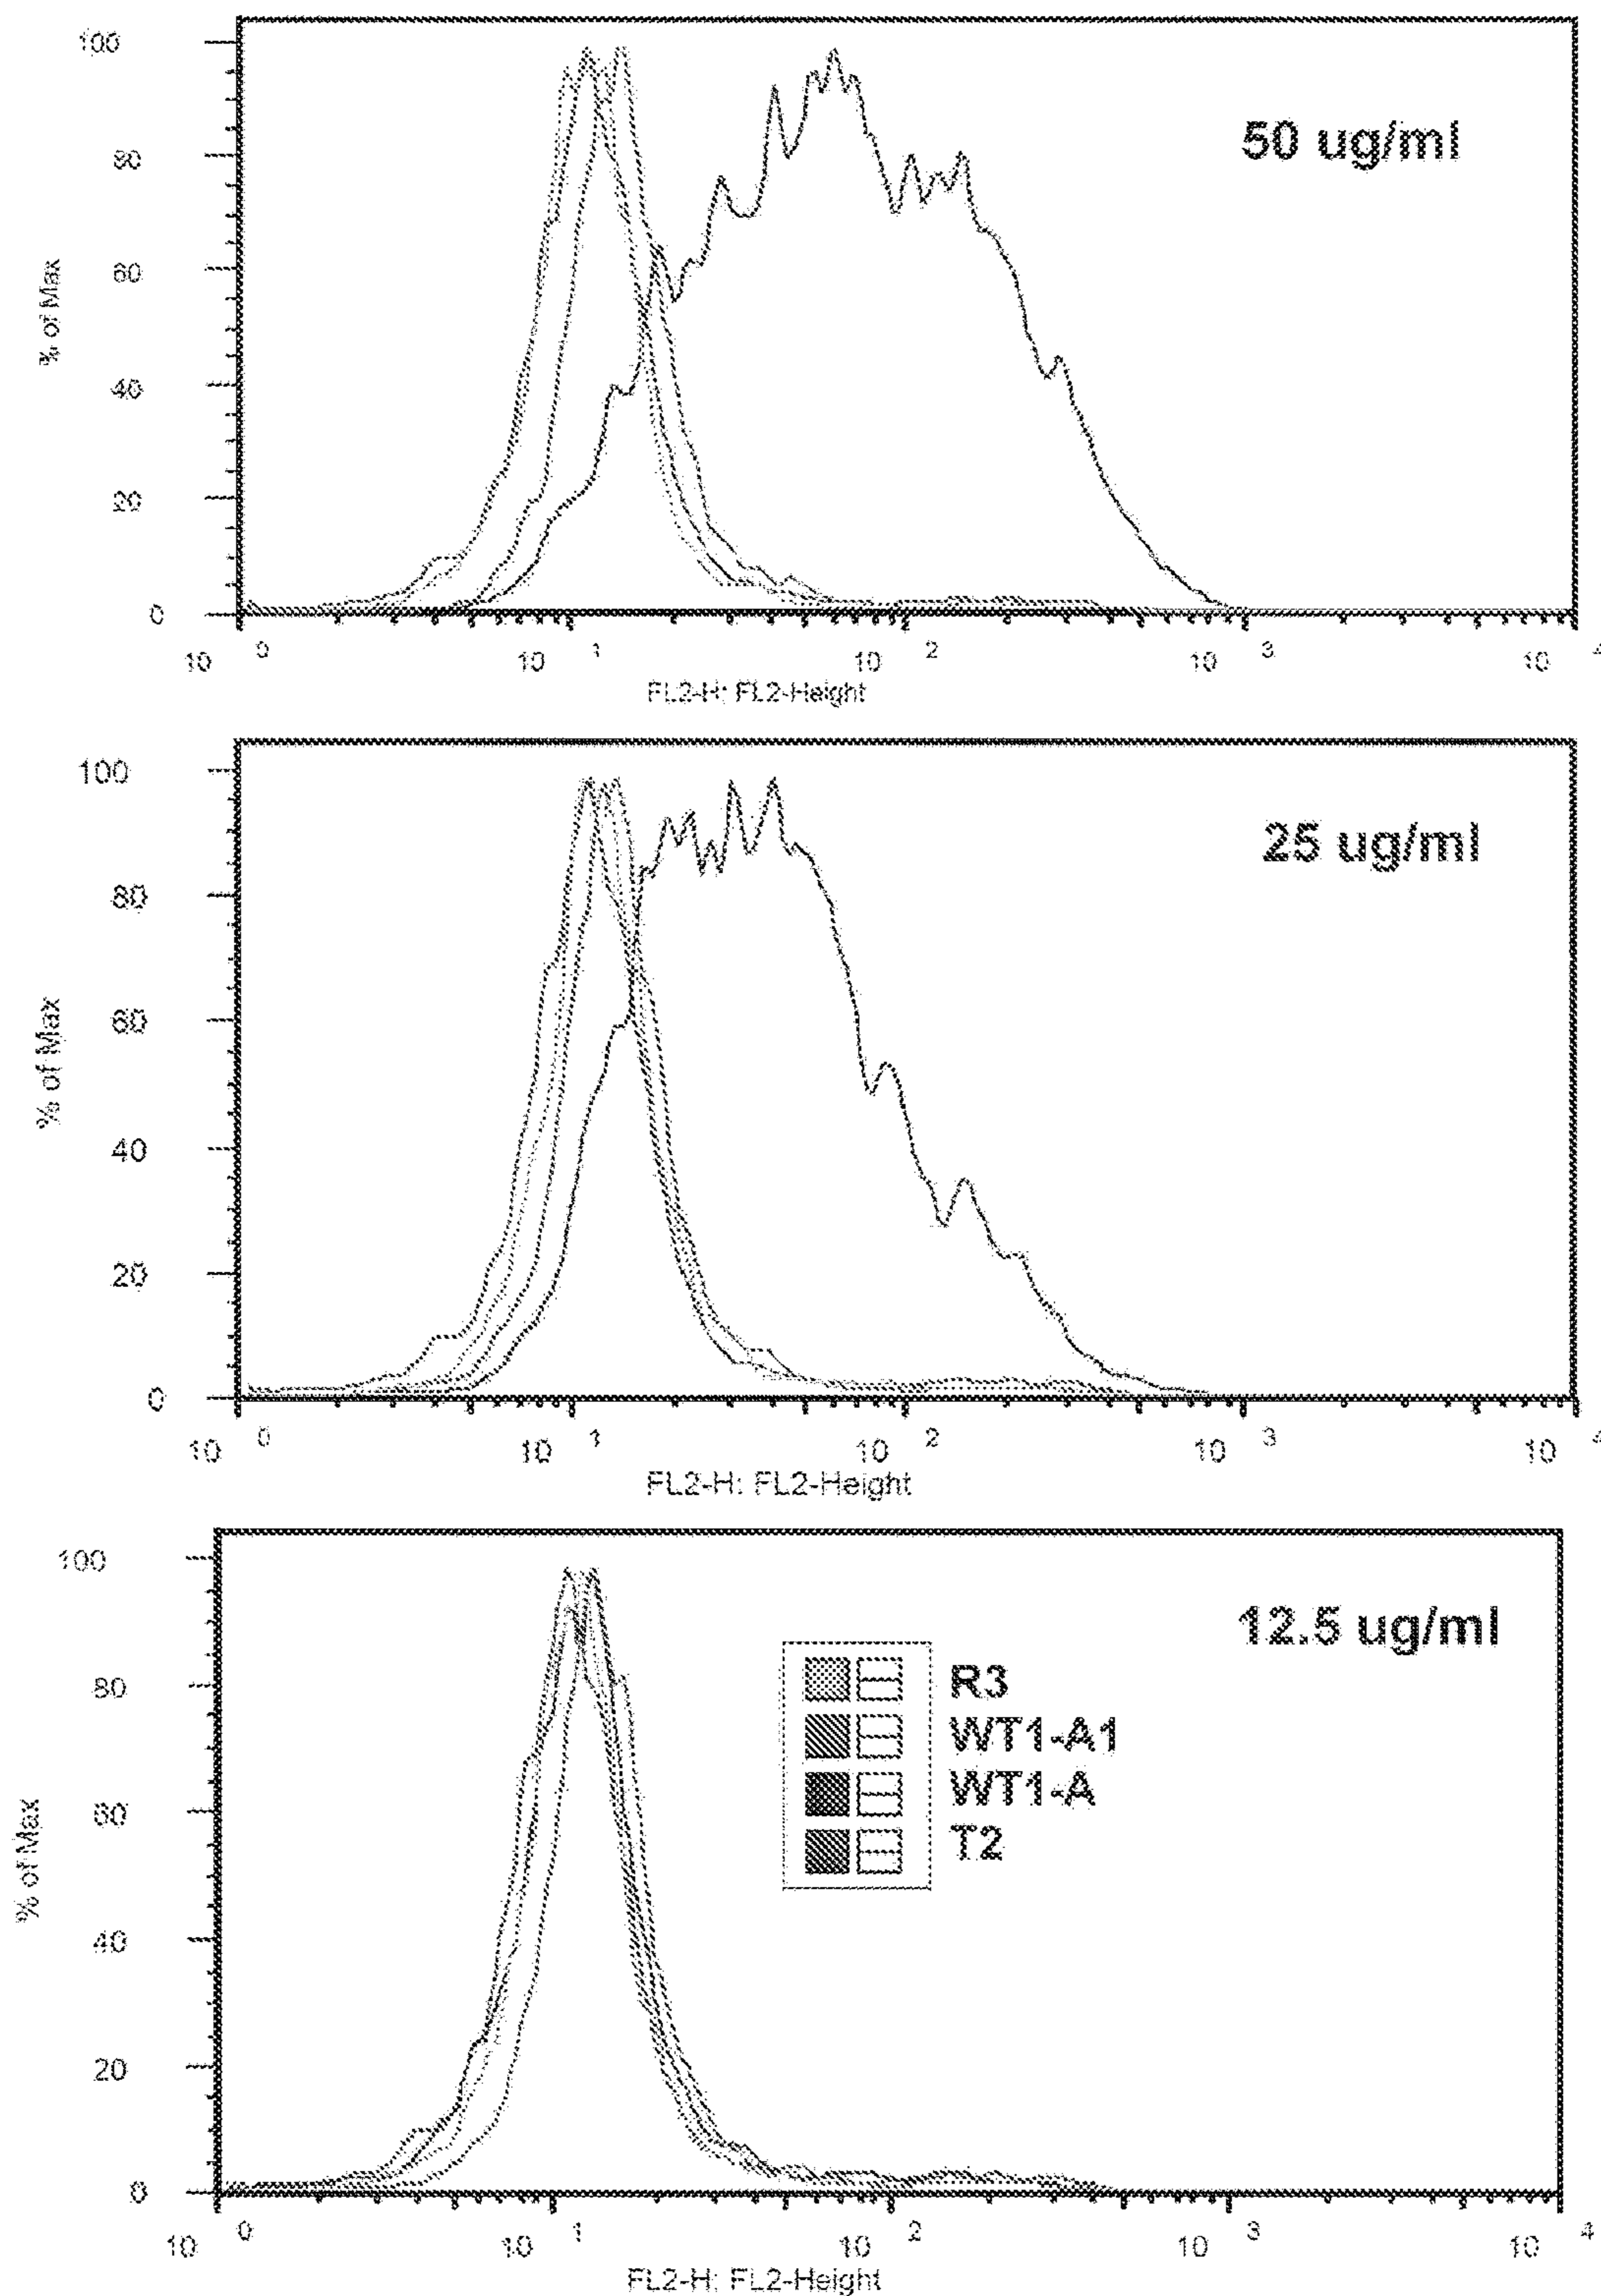 100
50 ug/ml
80
60
40
20
0
% of Max
10 0 10 1 10 2 10 3 10 4
FL2-H: FL2-Height
100
25 ug/ml
80
60
40
20
0
% of Max
10 0 10 1 10 2 10 3 10 4
FL2-H: FL2-Height
100
12.5 ug/ml
R3
80
WT1-A1
WT1-A
T2
60
40
20
0
% of Max
10 0 10 1 10 2 10 3 10 4
FL2-H: FL2-Height